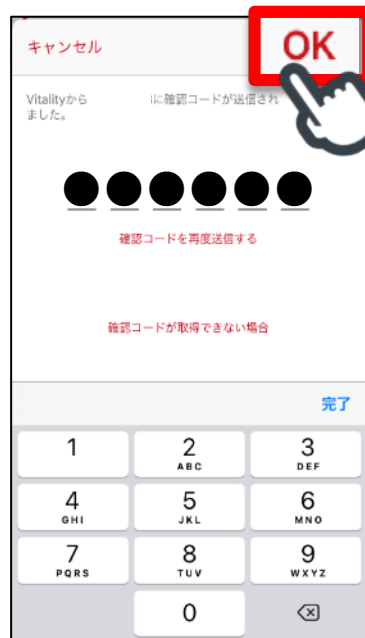 キャンセル
OK
Vitalityから に確認コードが送信され
ました。
確認コードを再度送信する
確認コードが取得できない場合
完了
1 2 3
ABC DEF
4 5 6
GHI JKL MNO
7 8 9
PQRS TUV WXYZ
0